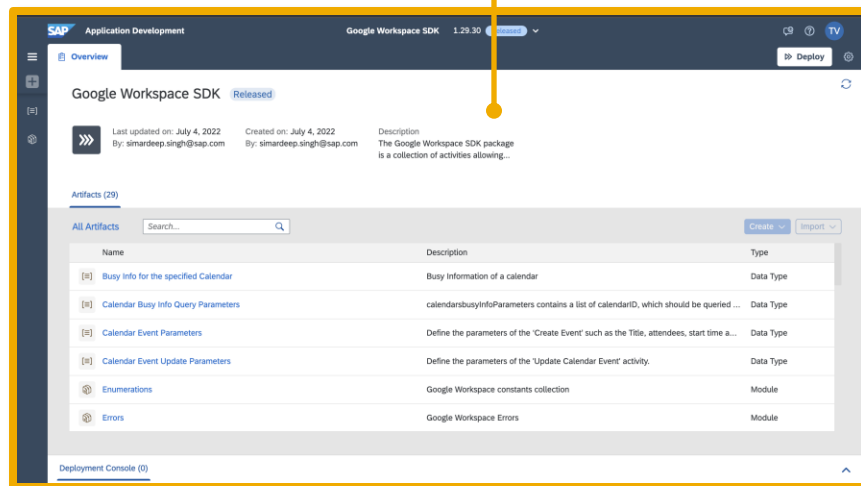 SAP Application Development Google Workspace SDK 1.29.30 Released TV
Overview Deploy
Google Workspace SDK Released
Last updated on: July 4, 2022 Created on: July 4, 2022 Description
By: simardeep.singh@sap.com By: simardeep.singh@sap.com The Google Workspace SDK package
is a collection of activities allowing...
Artifacts (29)
All Artifacts Search... Create Import
Name Description Type
Busy Info for the specified Calendar Busy Information of a calendar Data Type
Calendar Busy Info Query Parameters calendarsbusyInfoParameters contains a list of calendarID, which should be queried ... Data Type
Calendar Event Parameters Define the parameters of the 'Create Event' such as the Title, attendees, start time a... Data Type
Calendar Event Update Parameters Define the parameters of the 'Update Calendar Event' activity. Data Type
Enumerations Google Workspace constants collection Module
Errors Google Workspace Errors Module
Deployment Console (0)